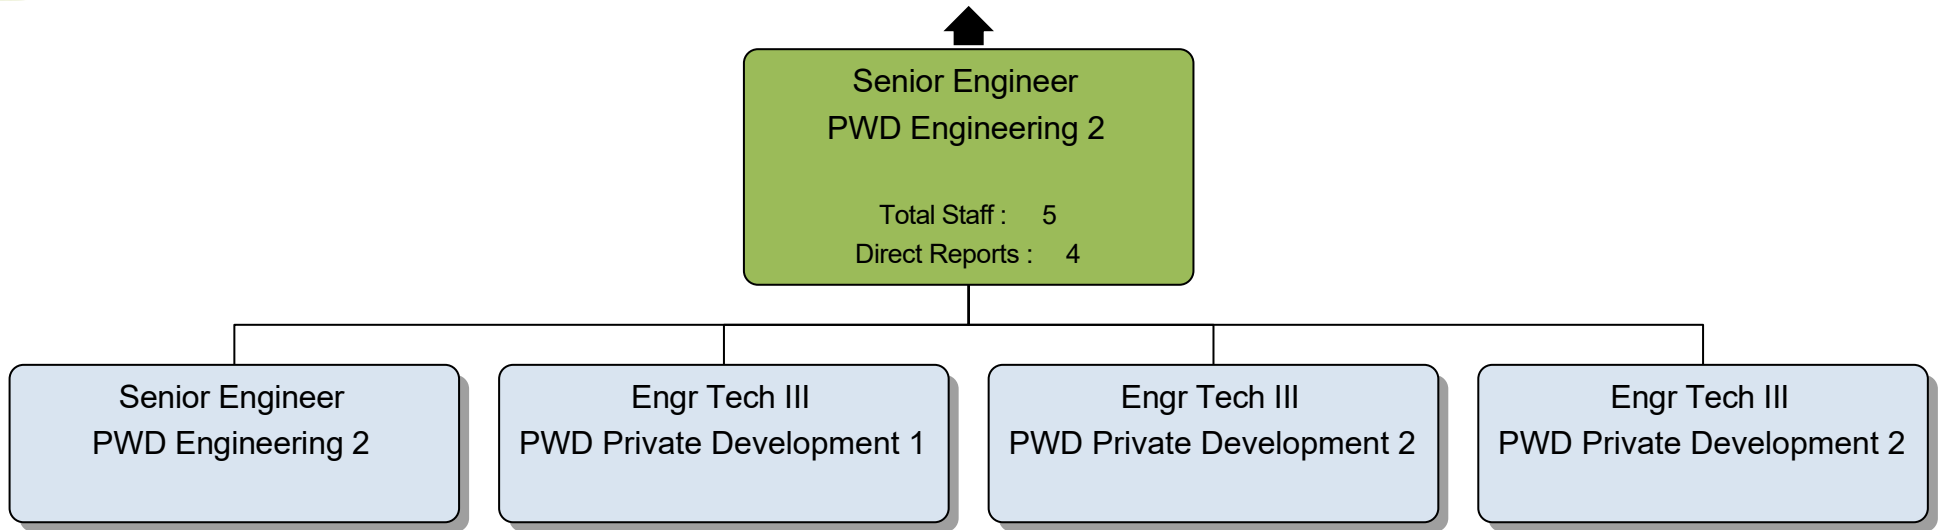 Senior Engineer
PWD Engineering 2
Total Staff : 5
Direct Reports : 4
Senior Engineer
PWD Engineering 2
Engr Tech III
PWD Private Development 1
Engr Tech III
PWD Private Development 2
Engr Tech III
PWD Private Development 2